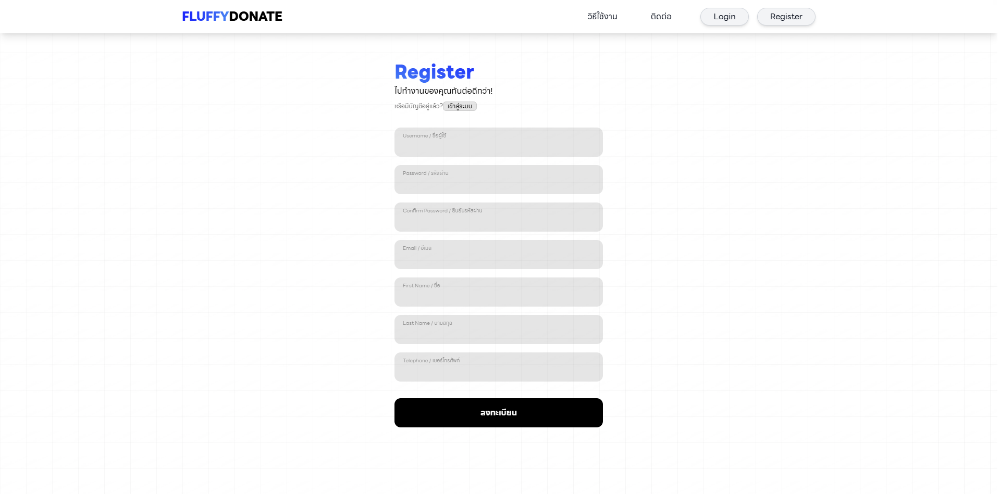 FLUFFYDONATE วิธีใช้งาน ติดต่อ Login Register
Register
ไปทำงานของคุณกันต่อดีกว่า!
หรือมีบัญชีอยู่แล้ว? เข้าสู่ระบบ
Username / ชื่อผู้ใช้
Password / รหัสผ่าน
Confirm Password / ยืนยันรหัสผ่าน
Email / อีเมล
First Name / ชื่อ
Last Name / นามสกุล
Telephone / เบอร์โทรศัพท์
ลงทะเบียน